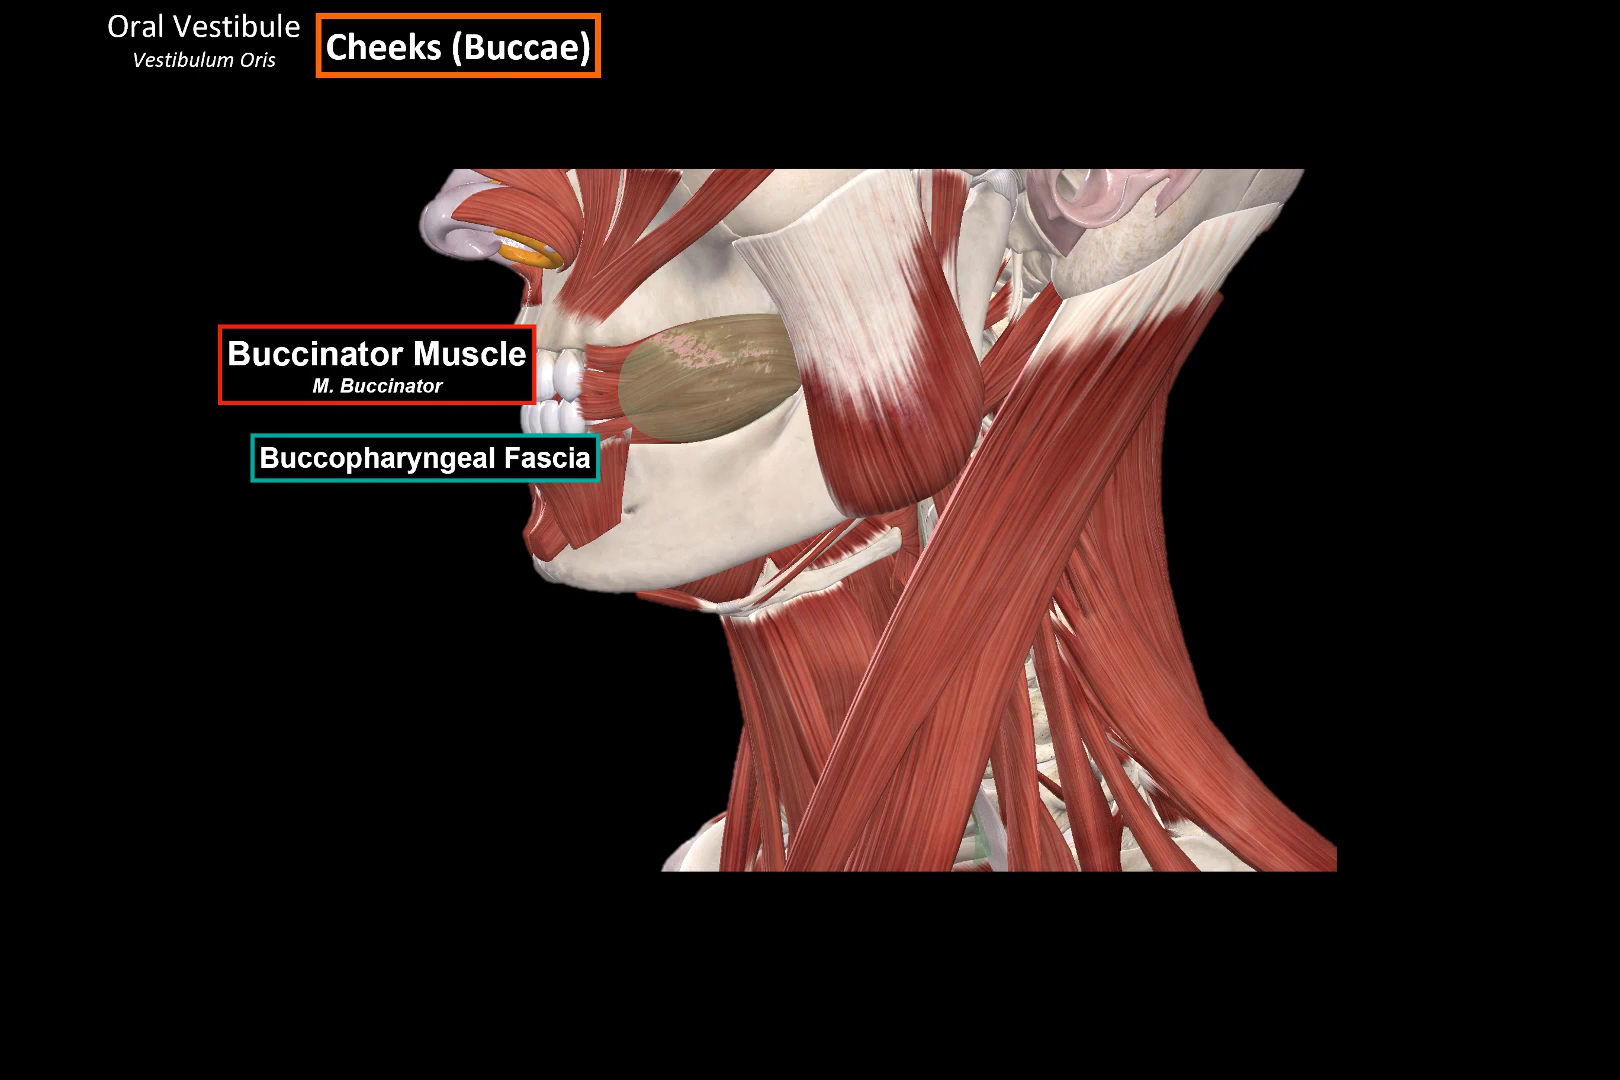 Oral Vestibule
Vestibulum Oris
Cheeks (Buccae)
Buccinator Muscle
M. Buccinator
Buccopharyngeal Fascia